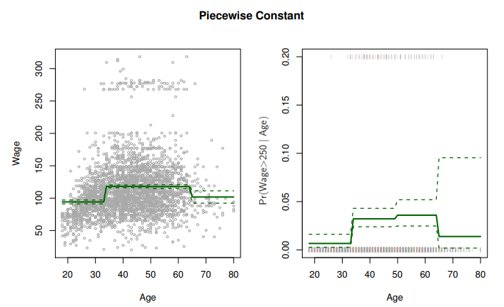 Piecewise Constant
Wage
300
250
200
150
100
50
20 30 40 50 60 70 80
Age
Pr(Wage>250 | Age)
0.20
0.15
0.10
0.05
0.00
20 30 40 50 60 70 80
Age